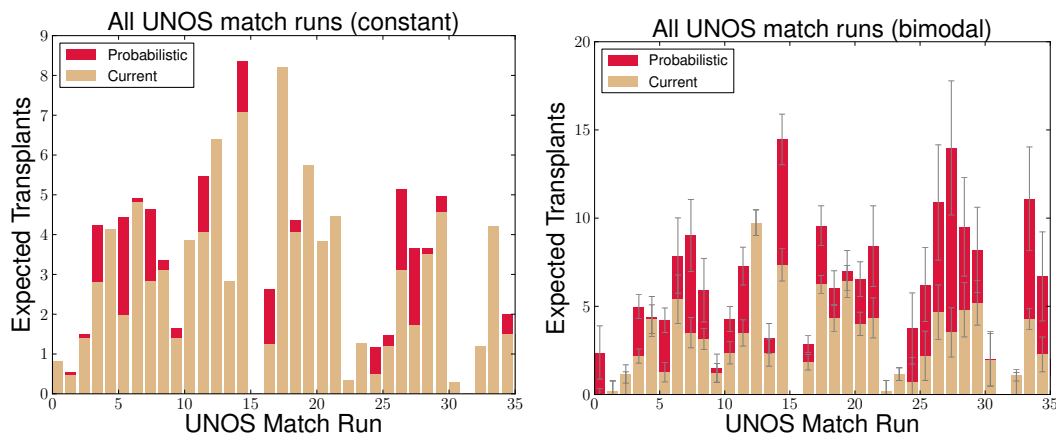 All UNOS match runs (constant)
Expected Transplants
9
8
7
6
5
4
3
2
1
0
Probabilistic
Current
0 5 10 15 20 25 30 35
UNOS Match Run
All UNOS match runs (bimodal)
Expected Transplants
20
15
10
5
0
Probabilistic
Current
0 5 10 15 20 25 30 35
UNOS Match Run